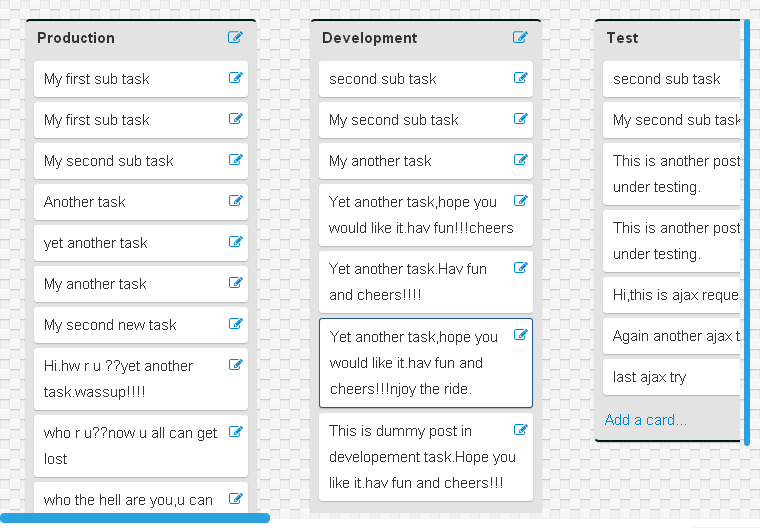 Production
My first sub task
My first sub task
My second sub task
Another task
yet another task
My another task
My second new task
Hi.hw r u ??yet another
task.wassup!!!!
who r u??now u all can get
lost
who the hell are you,u can
Development
second sub task
My second sub task
My another task
Yet another task,hope you
would like it.hav fun!!!cheers
Yet another task.Hav fun
and cheers!!!!
Yet another task,hope you
would like it.hav fun and
cheers!!!njoy the ride.
This is dummy post in
developement task.Hope you
like it.hav fun and cheers!!!
Test
second sub task
My second sub task
This is another post
under testing.
This is another post
under testing.
Hi,this is ajax reque
Again another ajax t
last ajax try
Add a card...